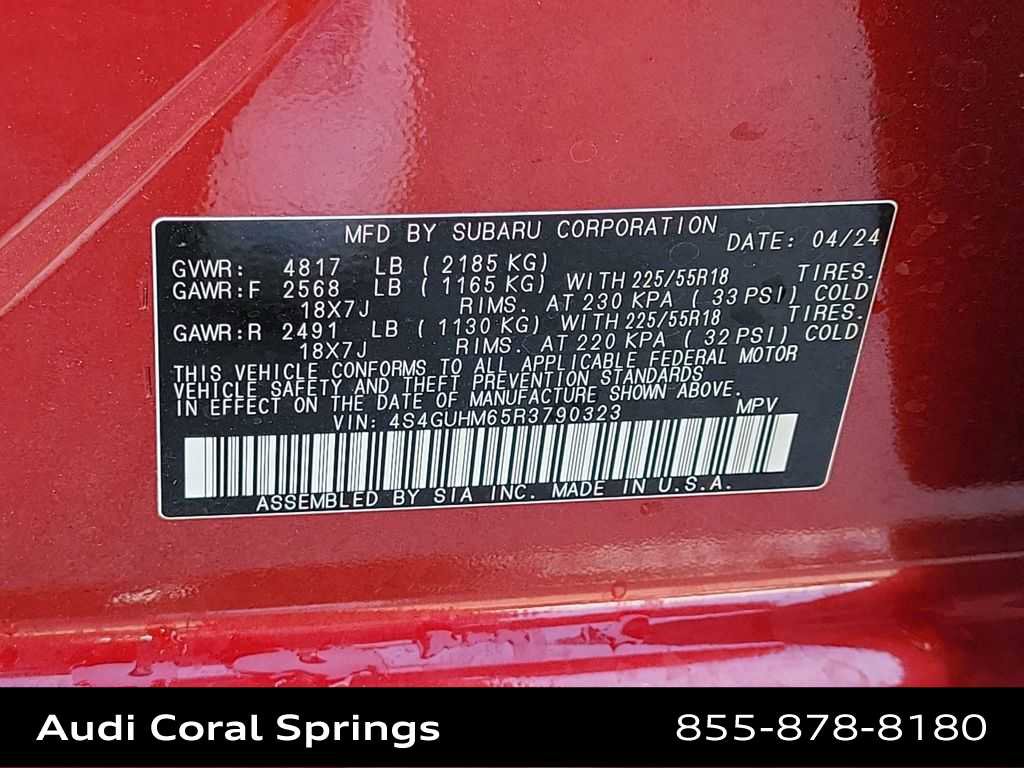 MFD BY SUBARU CORPORATION DATE: 04/24
GVWR: 4817 LB ( 2185 KG)
GAWR:F 2568 LB ( 1165 KG) WITH 225/55R18 TIRES.
18X7J RIMS. AT 230 KPA ( 33 PSI) COLD
GAWR:R 2491 LB ( 1130 KG) WITH 225/55R18 TIRES.
18X7J RIMS. AT 220 KPA ( 32 PSI) COLD
THIS VEHICLE CONFORMS TO ALL APPLICABLE FEDERAL MOTOR
VEHICLE SAFETY AND THEFT PREVENTION STANDARDS
IN EFFECT ON THE DATE OF MANUFACTURE SHOWN ABOVE.
VIN: 4S4GUHM65R3790323 MPV
ASSEMBLED BY SIA INC. MADE IN U.S.A.
Audi Coral Springs 855-878-8180